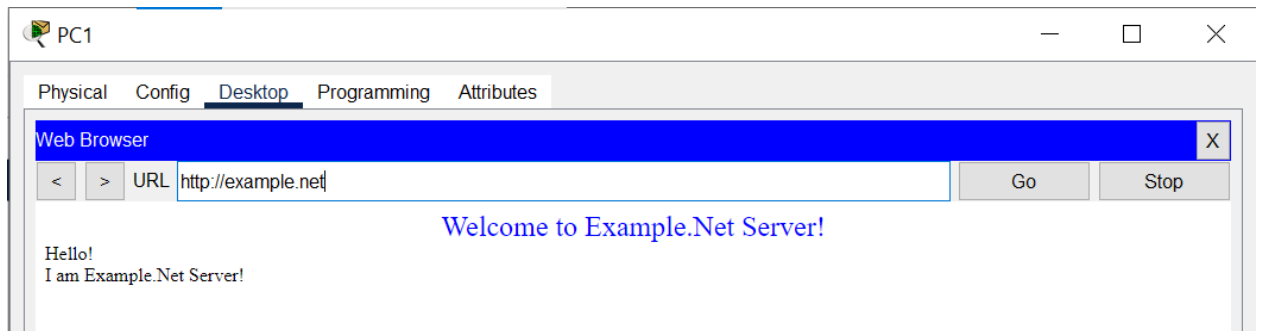 PC1
Physical Config Desktop Programming Attributes
Web Browser X
< > URL http://example.net Go Stop
Welcome to Example.Net Server!
Hello!
I am Example.Net Server!